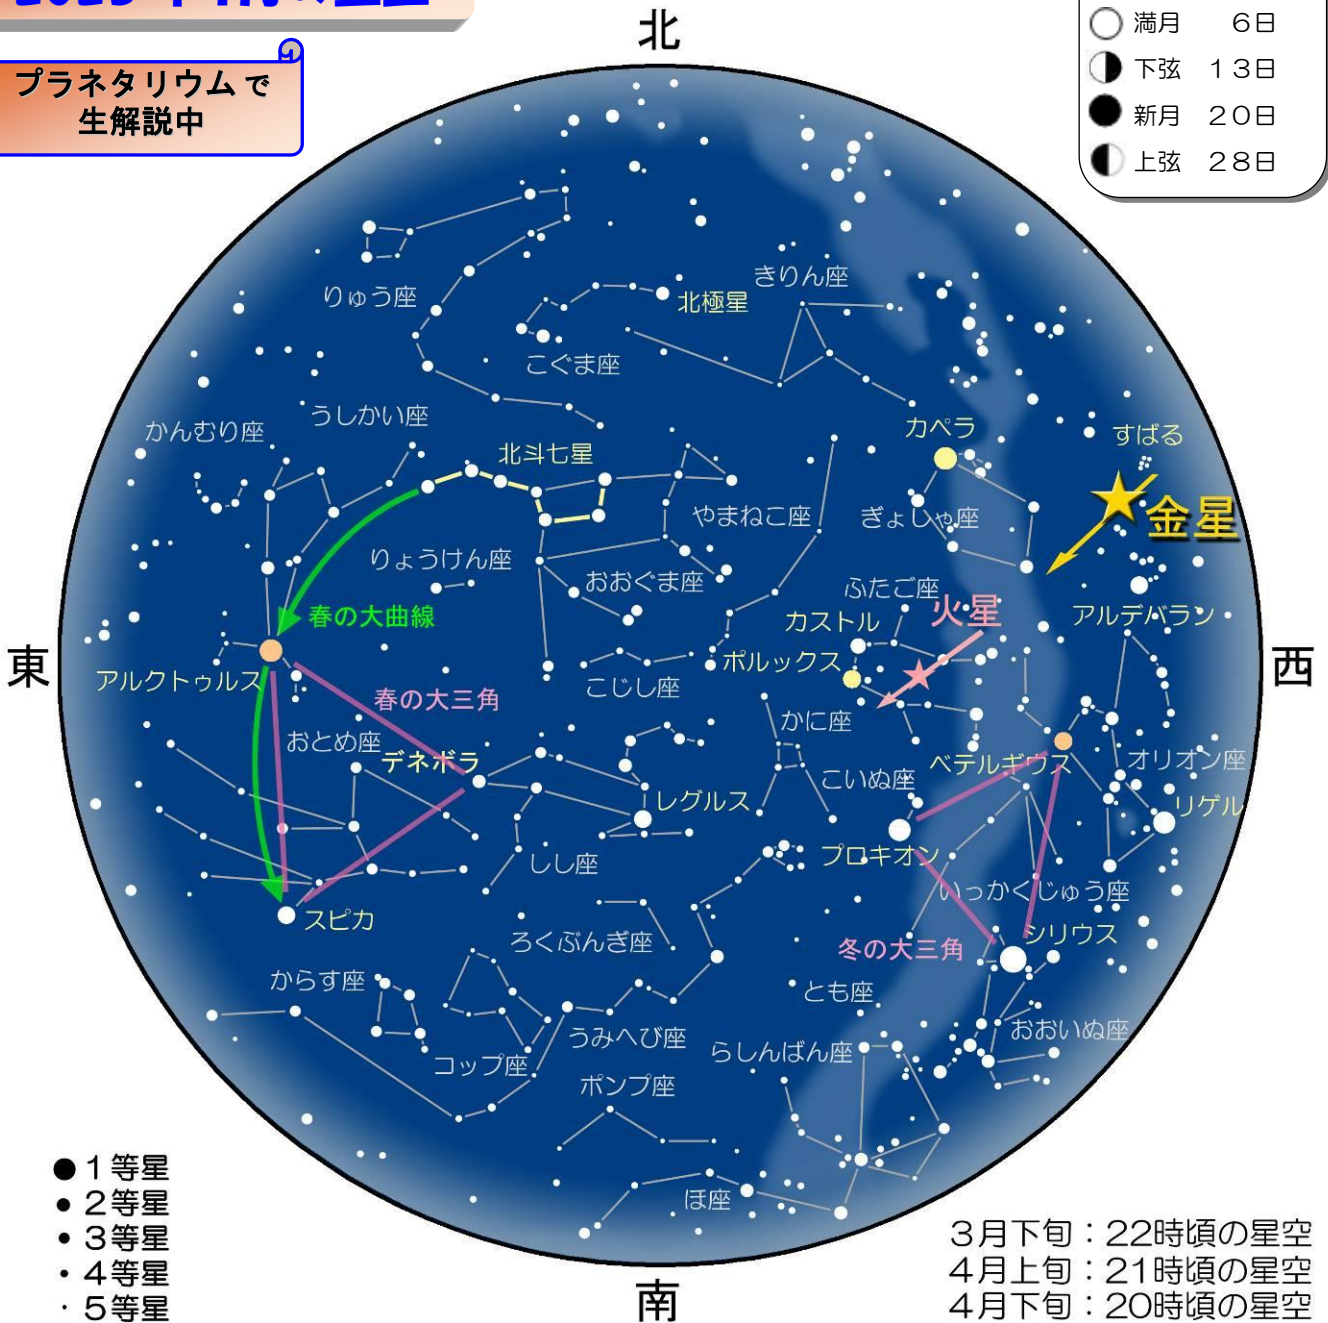 プラネタリウムで
生解説中
満月 6日
下弦 13日
新月 20日
上弦 28日
北
東
西
南
りゅう座
北極星
きりん座
こぐま座
かんむり座
うしかい座
北斗七星
カペラ
すばる
金星
やまねこ座
ぎょしゃ座
りょうけん座
おおぐま座
ふたご座
火星
アルデバラン
春の大曲線
カストル
ポルックス
アルクトゥルス
春の大三角
こじし座
かに座
おとめ座
デネボラ
レグルス
こいぬ座
ベテルギウス
オリオン座
リゲル
プロキオン
しし座
いっかくじゅう座
スピカ
ろくぶんぎ座
冬の大三角
シリウス
からす座
とも座
うみへび座
らしんばん座
おおいぬ座
コップ座
ポンプ座
ほ座
●1等星
●2等星
・3等星
・4等星
・5等星
3月下旬：22時頃の星空
4月上旬：21時頃の星空
4月下旬：20時頃の星空